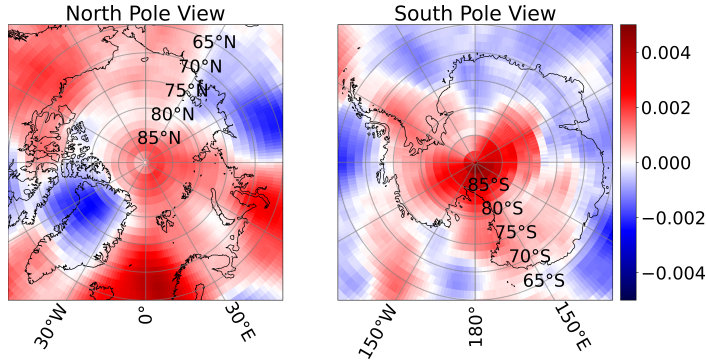 North Pole View
South Pole View
65°N
70°N
75°N
80°N
85°N
85°S
80°S
75°S
70°S
65°S
30°W
0°
30°E
150°W
180°
150°E
0.004
0.002
0.000
−0.002
−0.004